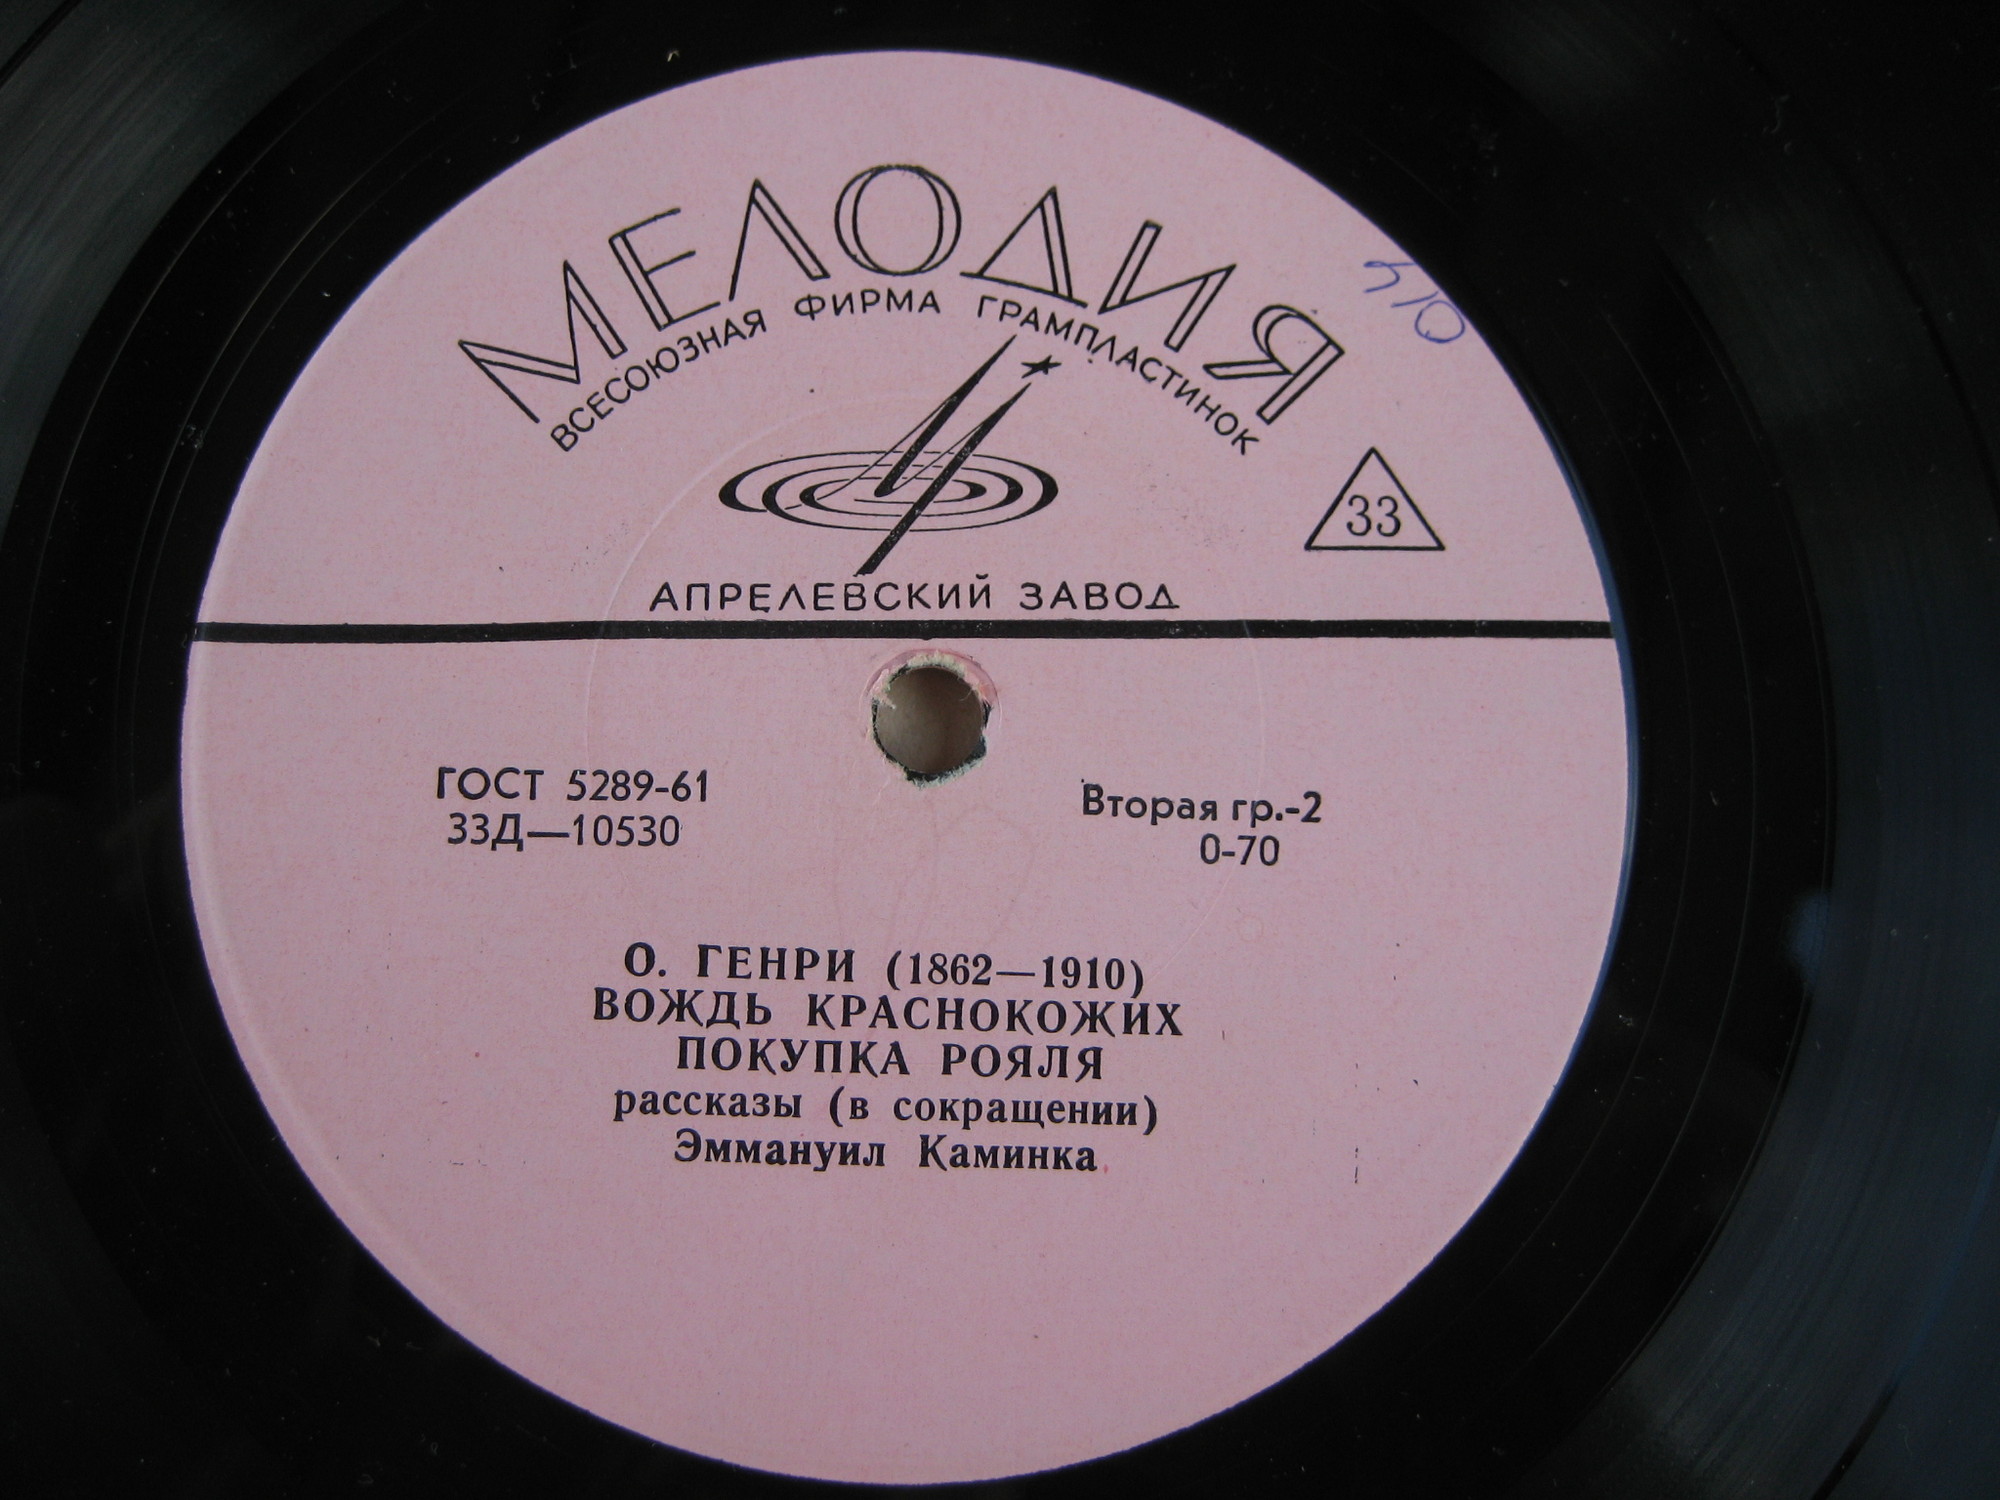 МЕЛОДИЯ
ВСЕСОЮЗНАЯ ФИРМА ГРАМПЛАСТИНОК
33
АПРЕЛЕВСКИЙ ЗАВОД
ГОСТ 5289-61
33Д—10530
Вторая гр.-2
0-70
О. ГЕНРИ (1862—1910)
ВОЖДЬ КРАСНОКОЖИХ
ПОКУПКА РОЯЛЯ
рассказы (в сокращении)
Эммануил Каминка